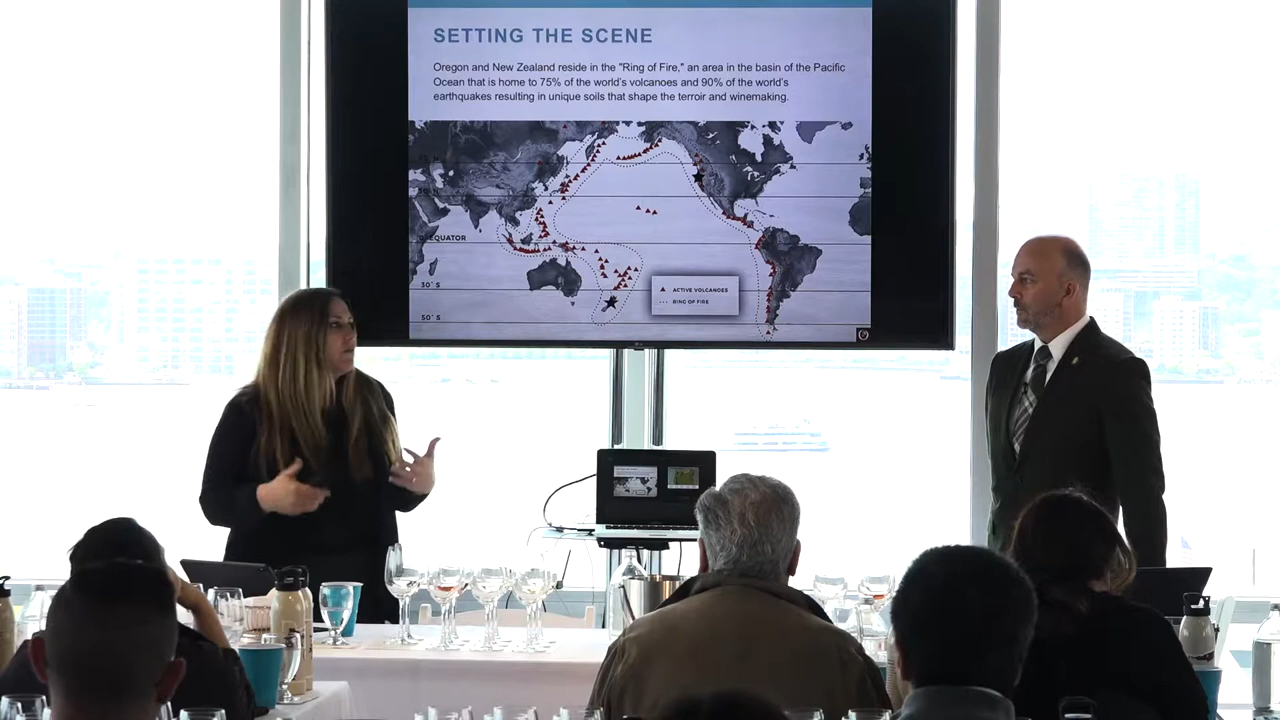 SETTING THE SCENE
Oregon and New Zealand reside in the "Ring of Fire," an area in the basin of the Pacific
Ocean that is home to 75% of the world's volcanoes and 90% of the world's
earthquakes resulting in unique soils that shape the terroir and winemaking.
EQUATOR
30° S
50° S
ACTIVE VOLCANOES
RING OF FIRE
LG